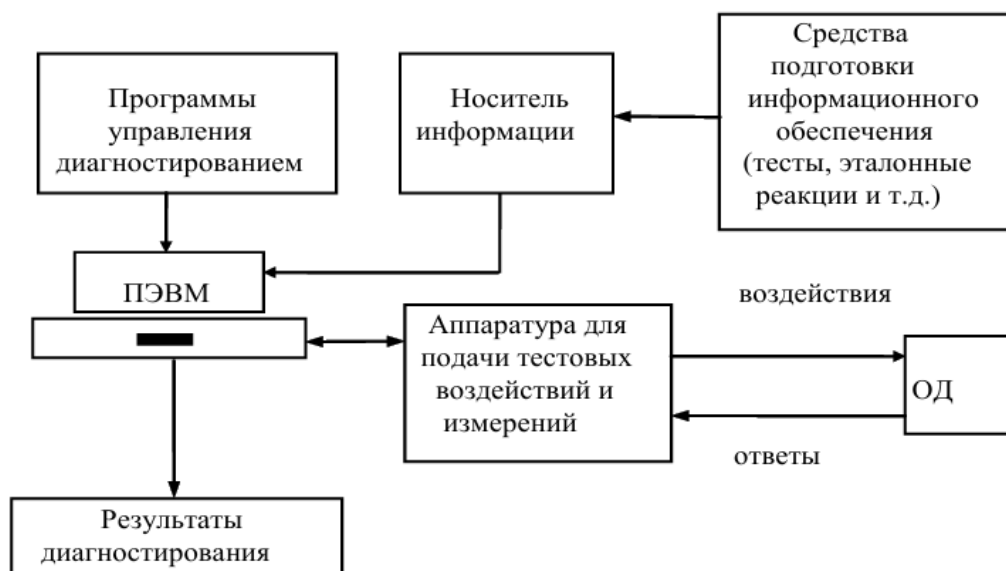 Программы
управления
диагностированием
Носитель
информации
Средства
подготовки
информационного
обеспечения
(тесты, эталонные
реакции и т.д.)
ПЭВМ
Аппаратура для
подачи тестовых
воздействий и
измерений
воздействия
ОД
ответы
Результаты
диагностирования